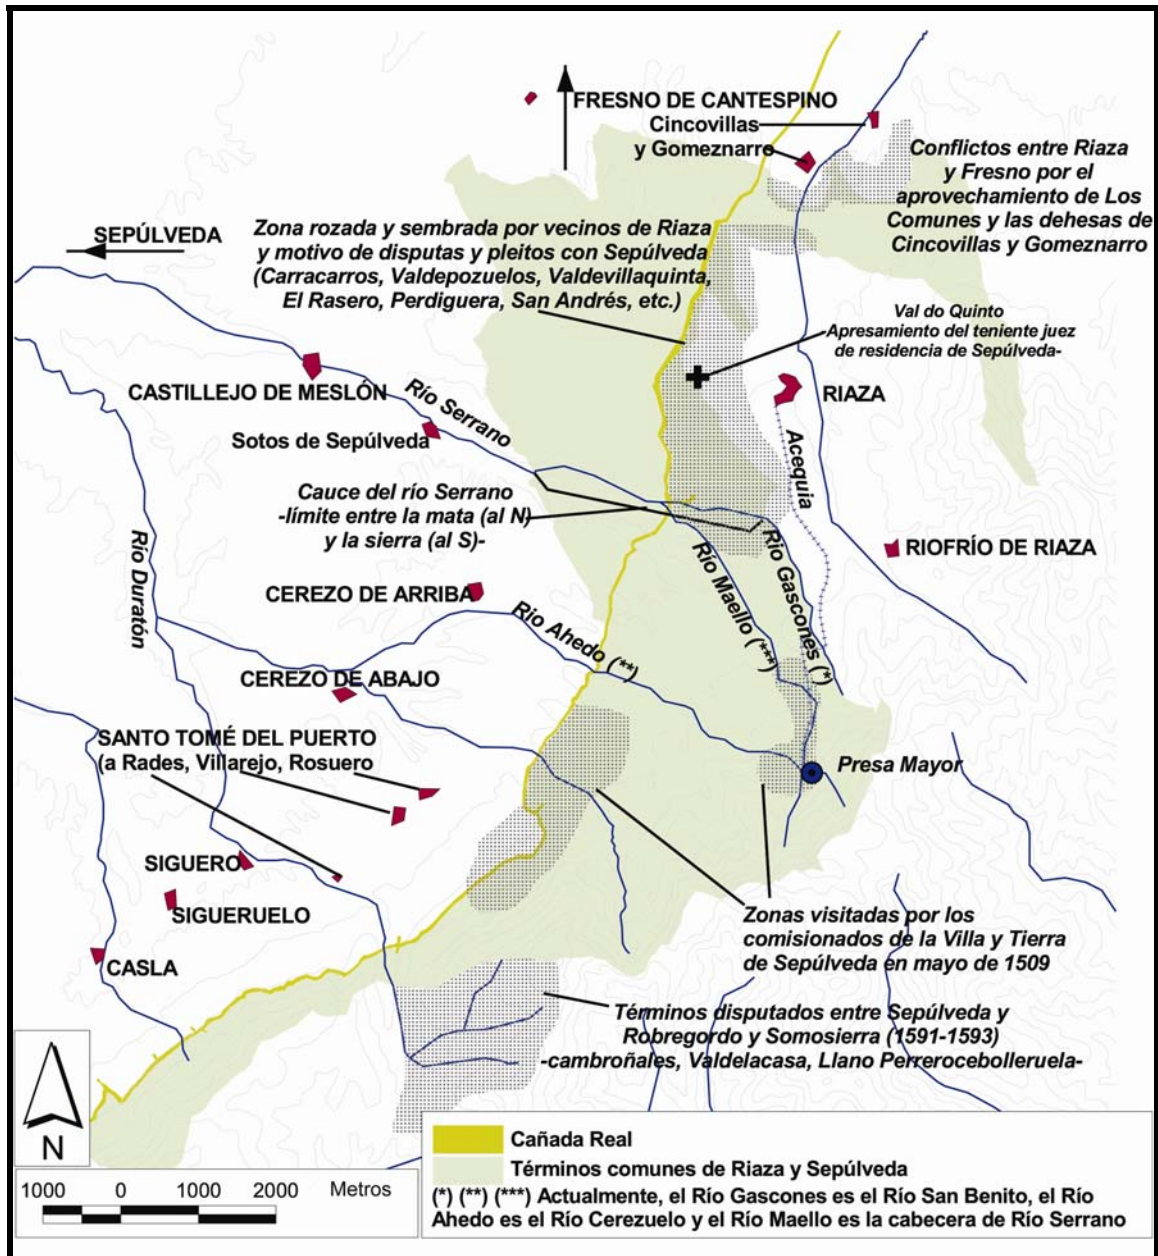 FRESNO DE CANTESPINO
Cincovillas
y Gomeznarro
Conflictos entre Riaza
y Fresno por el
aprovechamiento de Los
Comunes y las dehesas de
Cincovillas y Gomeznarro
SEPÚLVEDA
Zona rozada y sembrada por vecinos de Riaza
y motivo de disputas y pleitos con Sepúlveda
(Carracarros, Valdepozuelos, Valdevillaquinta,
El Rasero, Perdiguera, San Andrés, etc.)
Val do Quinto
Apresamiento del teniente juez
de residencia de Sepúlveda-
CASTILLEJO DE MESLÓN
Río Serrano
RIAZA
Sotos de Sepúlveda
Acequia
Cauce del río Serrano
-límite entre la mata (al N)
y la sierra (al S)-
Río Duratón
Río Maello (***)
Rio Gascones (*)
RIOFRÍO DE RIAZA
CEREZO DE ARRIBA
Rio Ahedo (**)
CEREZO DE ABAJO
SANTO TOMÉ DEL PUERTO
(a Rades, Villarejo, Rosuero
Presa Mayor
SIGUERO
SIGUERUELO
CASLA
Zonas visitadas por los
comisionados de la Villa y Tierra
de Sepúlveda en mayo de 1509
Términos disputados entre Sepúlveda y
Robregordo y Somosierra (1591-1593)
-cambroñales, Valdelacasa, Llano Perrerocebolleruela-
N
1000 0 1000 2000 Metros
Cañada Real
Términos comunes de Riaza y Sepúlveda
(*) (**) (***) Actualmente, el Río Gascones es el Río San Benito, el Río
Ahedo es el Río Cerezuelo y el Río Maello es la cabecera de Río Serrano